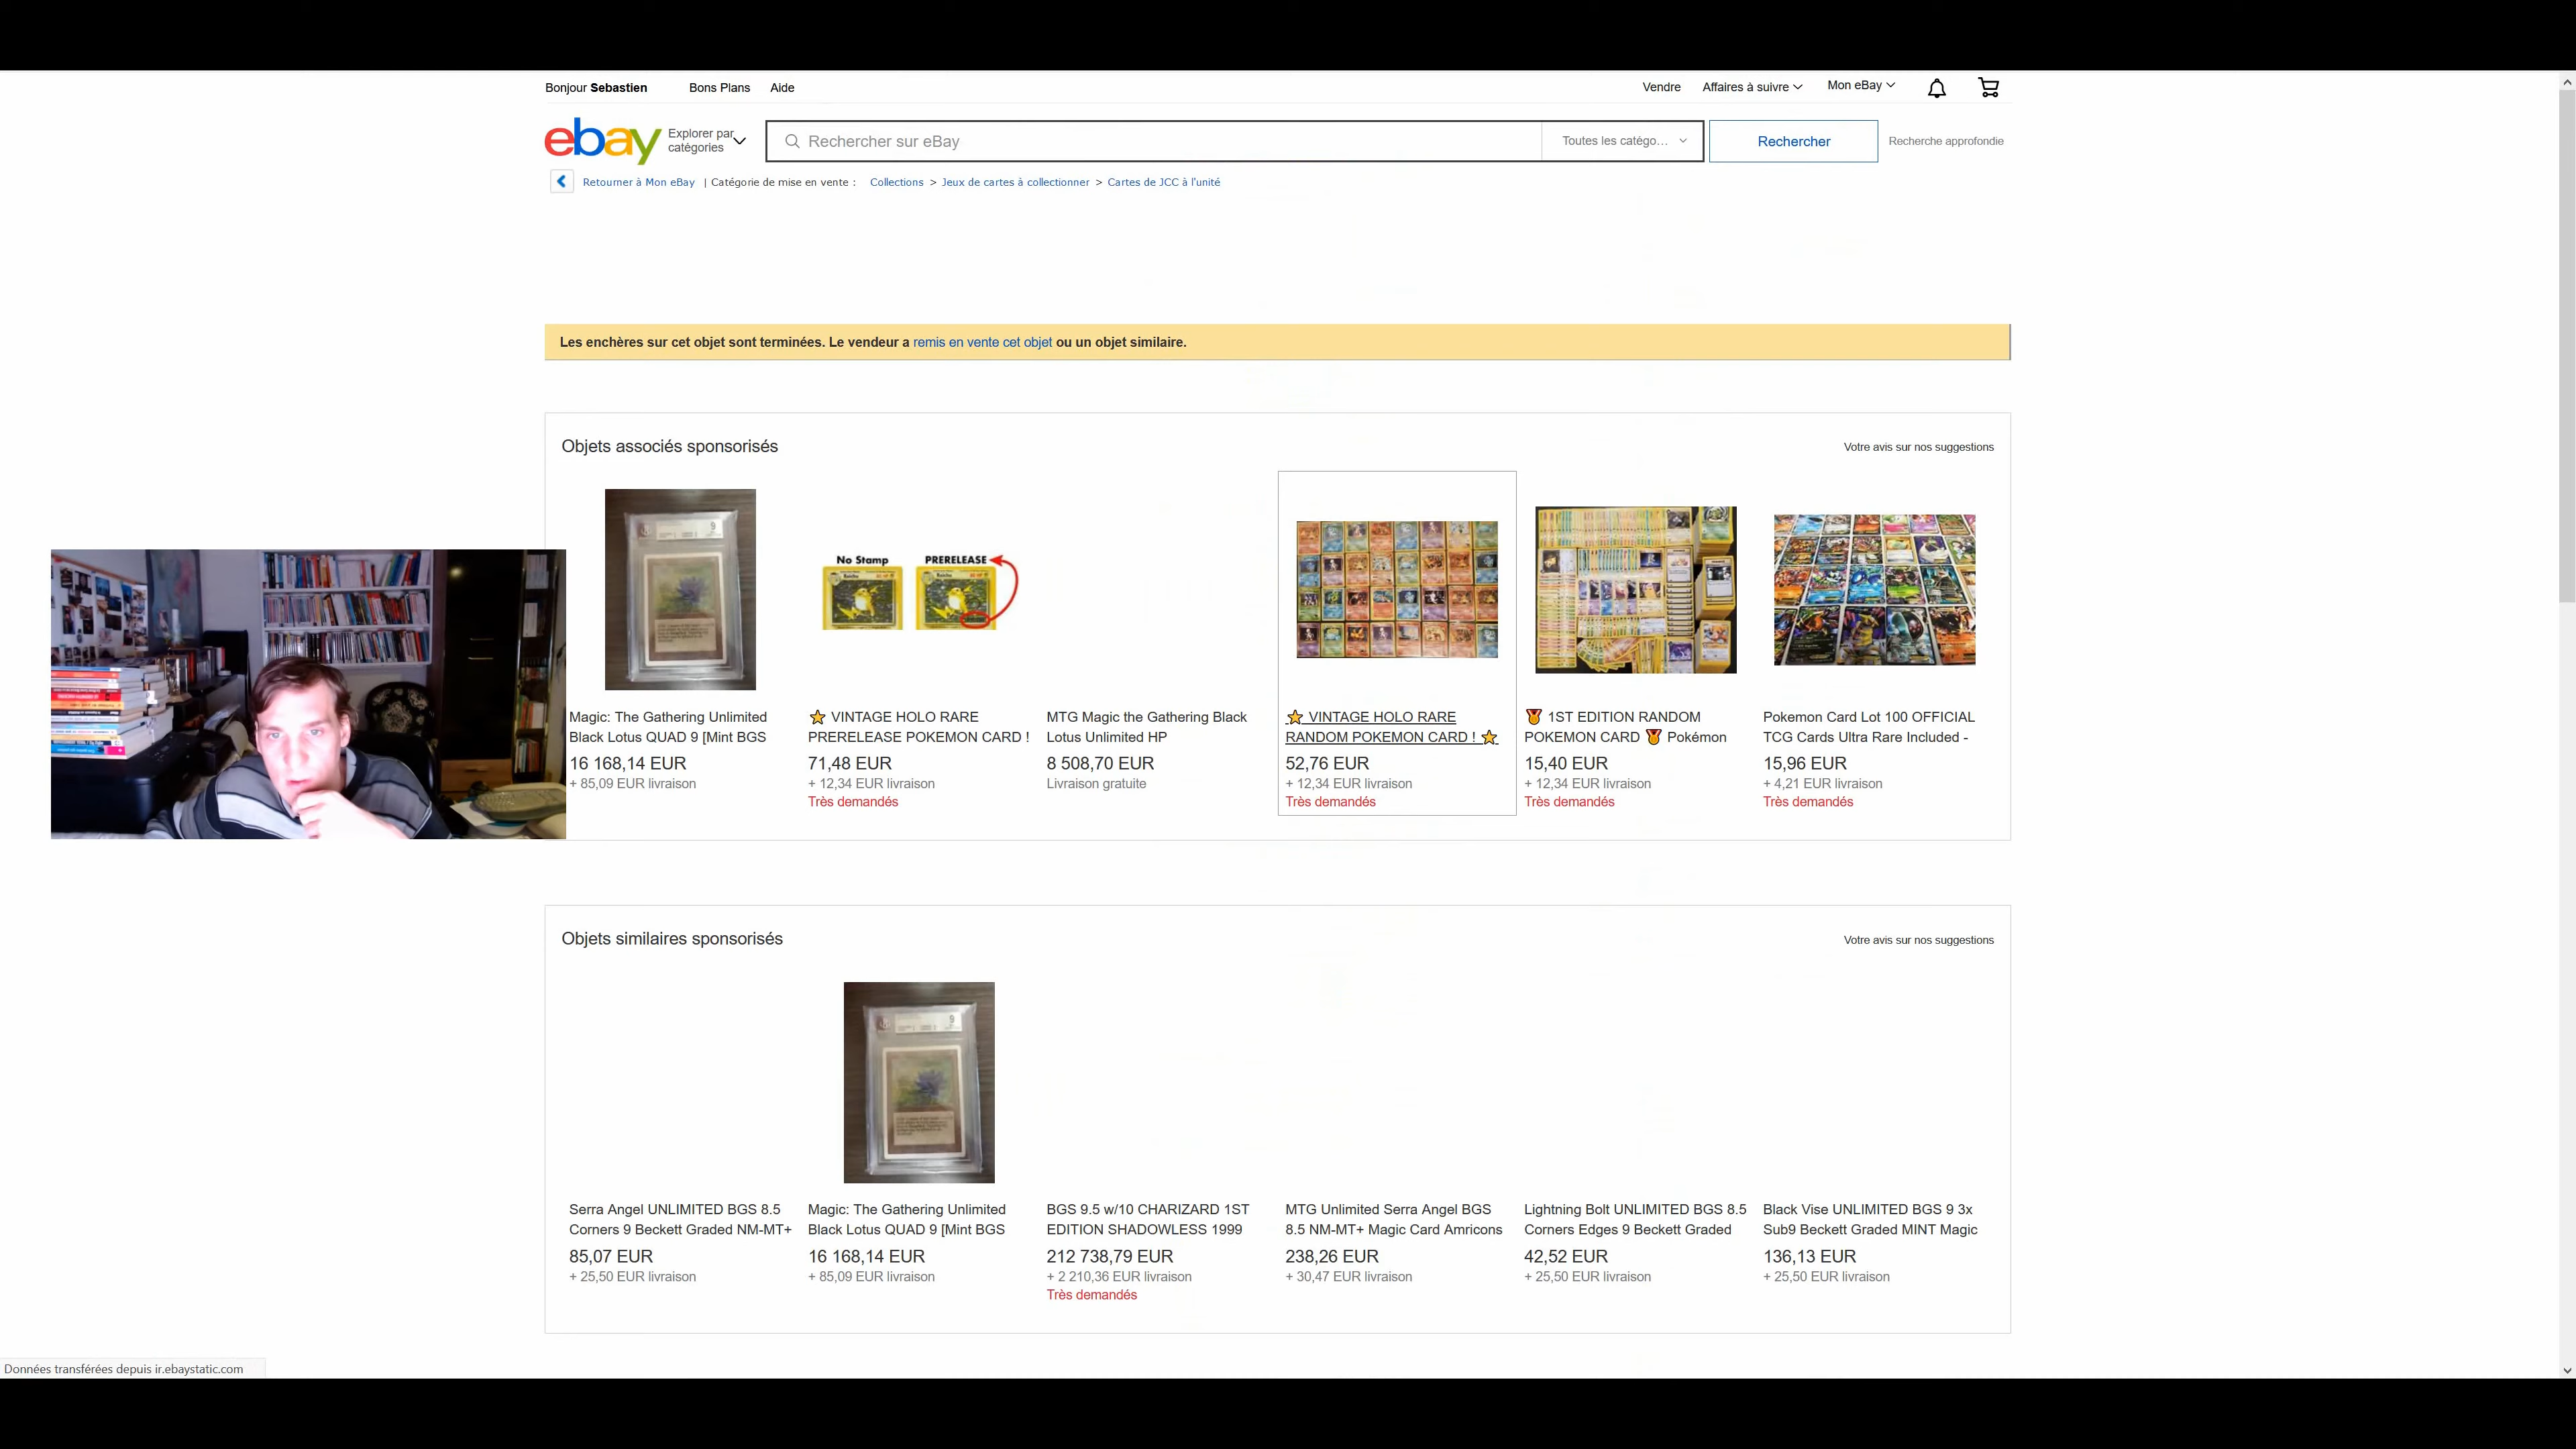 Bonjour Sebastien Bons Plans Aide Vendre Affaires à suivre Mon eBay
ebay Explorer par catégories Rechercher sur eBay Toutes les catégo... Rechercher Recherche approfondie
Retourner à Mon eBay | Catégorie de mise en vente : Collections > Jeux de cartes à collectionner > Cartes de JCC à l'unité
Les enchères sur cet objet sont terminées. Le vendeur a remis en vente cet objet ou un objet similaire.
Objets associés sponsorisés Votre avis sur nos suggestions
No Stamp PRERELEASE
Magic: The Gathering Unlimited
Black Lotus QUAD 9 [Mint BGS
16 168,14 EUR
+ 85,09 EUR livraison
⭐ VINTAGE HOLO RARE
PRERELEASE POKEMON CARD !
71,48 EUR
+ 12,34 EUR livraison
Très demandés
MTG Magic the Gathering Black
Lotus Unlimited HP
8 508,70 EUR
Livraison gratuite
⭐ VINTAGE HOLO RARE
RANDOM POKEMON CARD ! ⭐
52,76 EUR
+ 12,34 EUR livraison
Très demandés
🏅 1ST EDITION RANDOM
POKEMON CARD 🏅 Pokémon
15,40 EUR
+ 12,34 EUR livraison
Très demandés
Pokemon Card Lot 100 OFFICIAL
TCG Cards Ultra Rare Included -
15,96 EUR
+ 4,21 EUR livraison
Très demandés
Objets similaires sponsorisés Votre avis sur nos suggestions
Serra Angel UNLIMITED BGS 8.5
Corners 9 Beckett Graded NM-MT+
85,07 EUR
+ 25,50 EUR livraison
Magic: The Gathering Unlimited
Black Lotus QUAD 9 [Mint BGS
16 168,14 EUR
+ 85,09 EUR livraison
BGS 9.5 w/10 CHARIZARD 1ST
EDITION SHADOWLESS 1999
212 738,79 EUR
+ 2 210,36 EUR livraison
Très demandés
MTG Unlimited Serra Angel BGS
8.5 NM-MT+ Magic Card Amricons
238,26 EUR
+ 30,47 EUR livraison
Lightning Bolt UNLIMITED BGS 8.5
Corners Edges 9 Beckett Graded
42,52 EUR
+ 25,50 EUR livraison
Black Vise UNLIMITED BGS 9 3x
Sub9 Beckett Graded MINT Magic
136,13 EUR
+ 25,50 EUR livraison
Données transférées depuis ir.ebaystatic.com